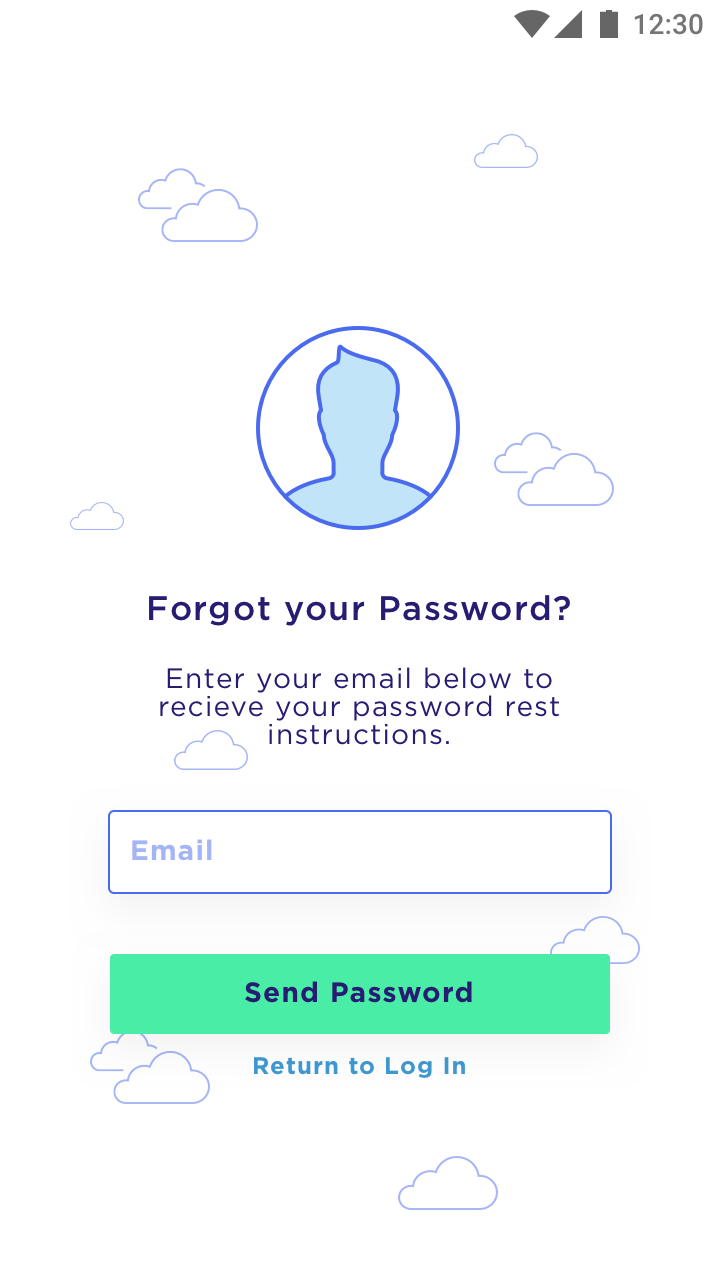 12:30
Forgot your Password?
Enter your email below to
recieve your password rest
instructions.
Email
Send Password
Return to Log In